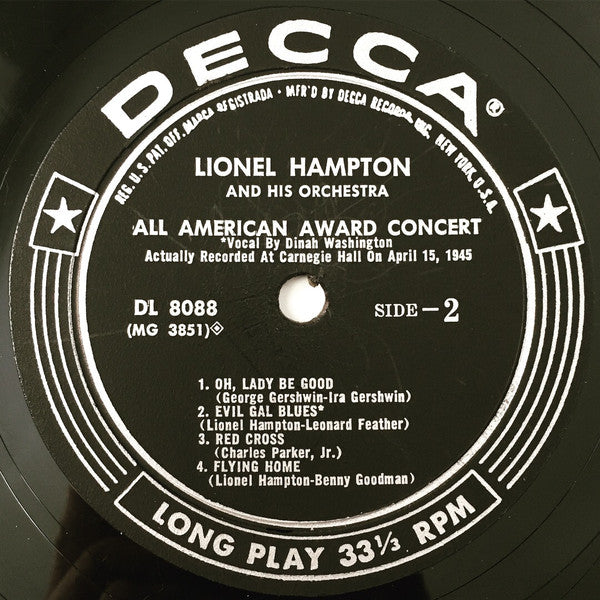 DECCA®
REG. U.S. PAT. OFF. MARCA REGISTRADA • MFR'D BY DECCA RECORDS, INC., NEW YORK, U.S.A.
LIONEL HAMPTON
AND HIS ORCHESTRA
ALL AMERICAN AWARD CONCERT
*Vocal By Dinah Washington
Actually Recorded At Carnegie Hall On April 15, 1945
DL 8088
(MG 3851)
SIDE-2
1. OH, LADY BE GOOD
(George Gershwin-Ira Gershwin)
2. EVIL GAL BLUES*
(Lionel Hampton-Leonard Feather)
3. RED CROSS
(Charles Parker, Jr.)
4. FLYING HOME
(Lionel Hampton-Benny Goodman)
LONG PLAY 33⅓ RPM